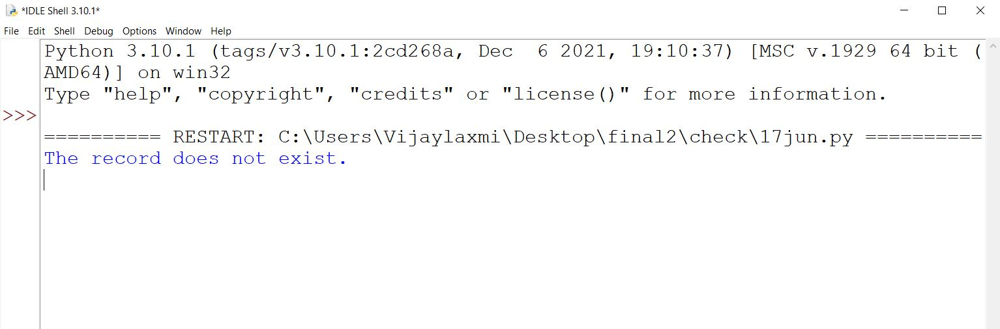 *IDLE Shell 3.10.1*
File Edit Shell Debug Options Window Help
Python 3.10.1 (tags/v3.10.1:2cd268a, Dec  6 2021, 19:10:37) [MSC v.1929 64 bit (
AMD64)] on win32
Type "help", "copyright", "credits" or "license()" for more information.
>>>
========== RESTART: C:\Users\Vijaylaxmi\Desktop\final2\check\17jun.py ==========
The record does not exist.